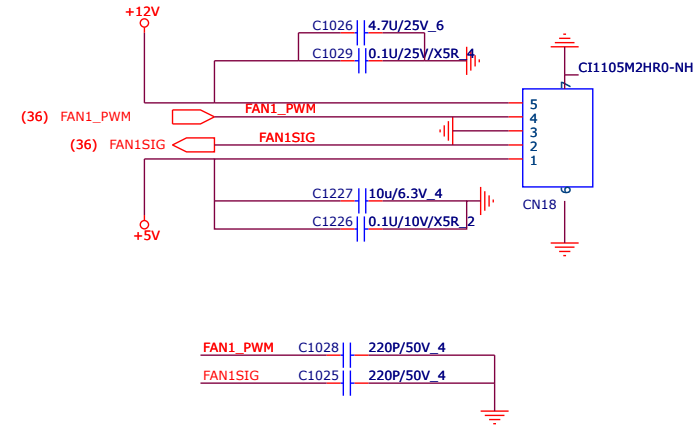 +12V
C1026 4.7U/25V_6
C1029 0.1U/25V/X5R_4
CI1105M2HR0-NH
7
(36) FAN1_PWM FAN1_PWM 5
4
3
(36) FAN1SIG FAN1SIG 2
1
C1227 10u/6.3V_4
6
CN18
C1226 0.1U/10V/X5R_2
+5V
FAN1_PWM C1028 220P/50V_4
FAN1SIG C1025 220P/50V_4